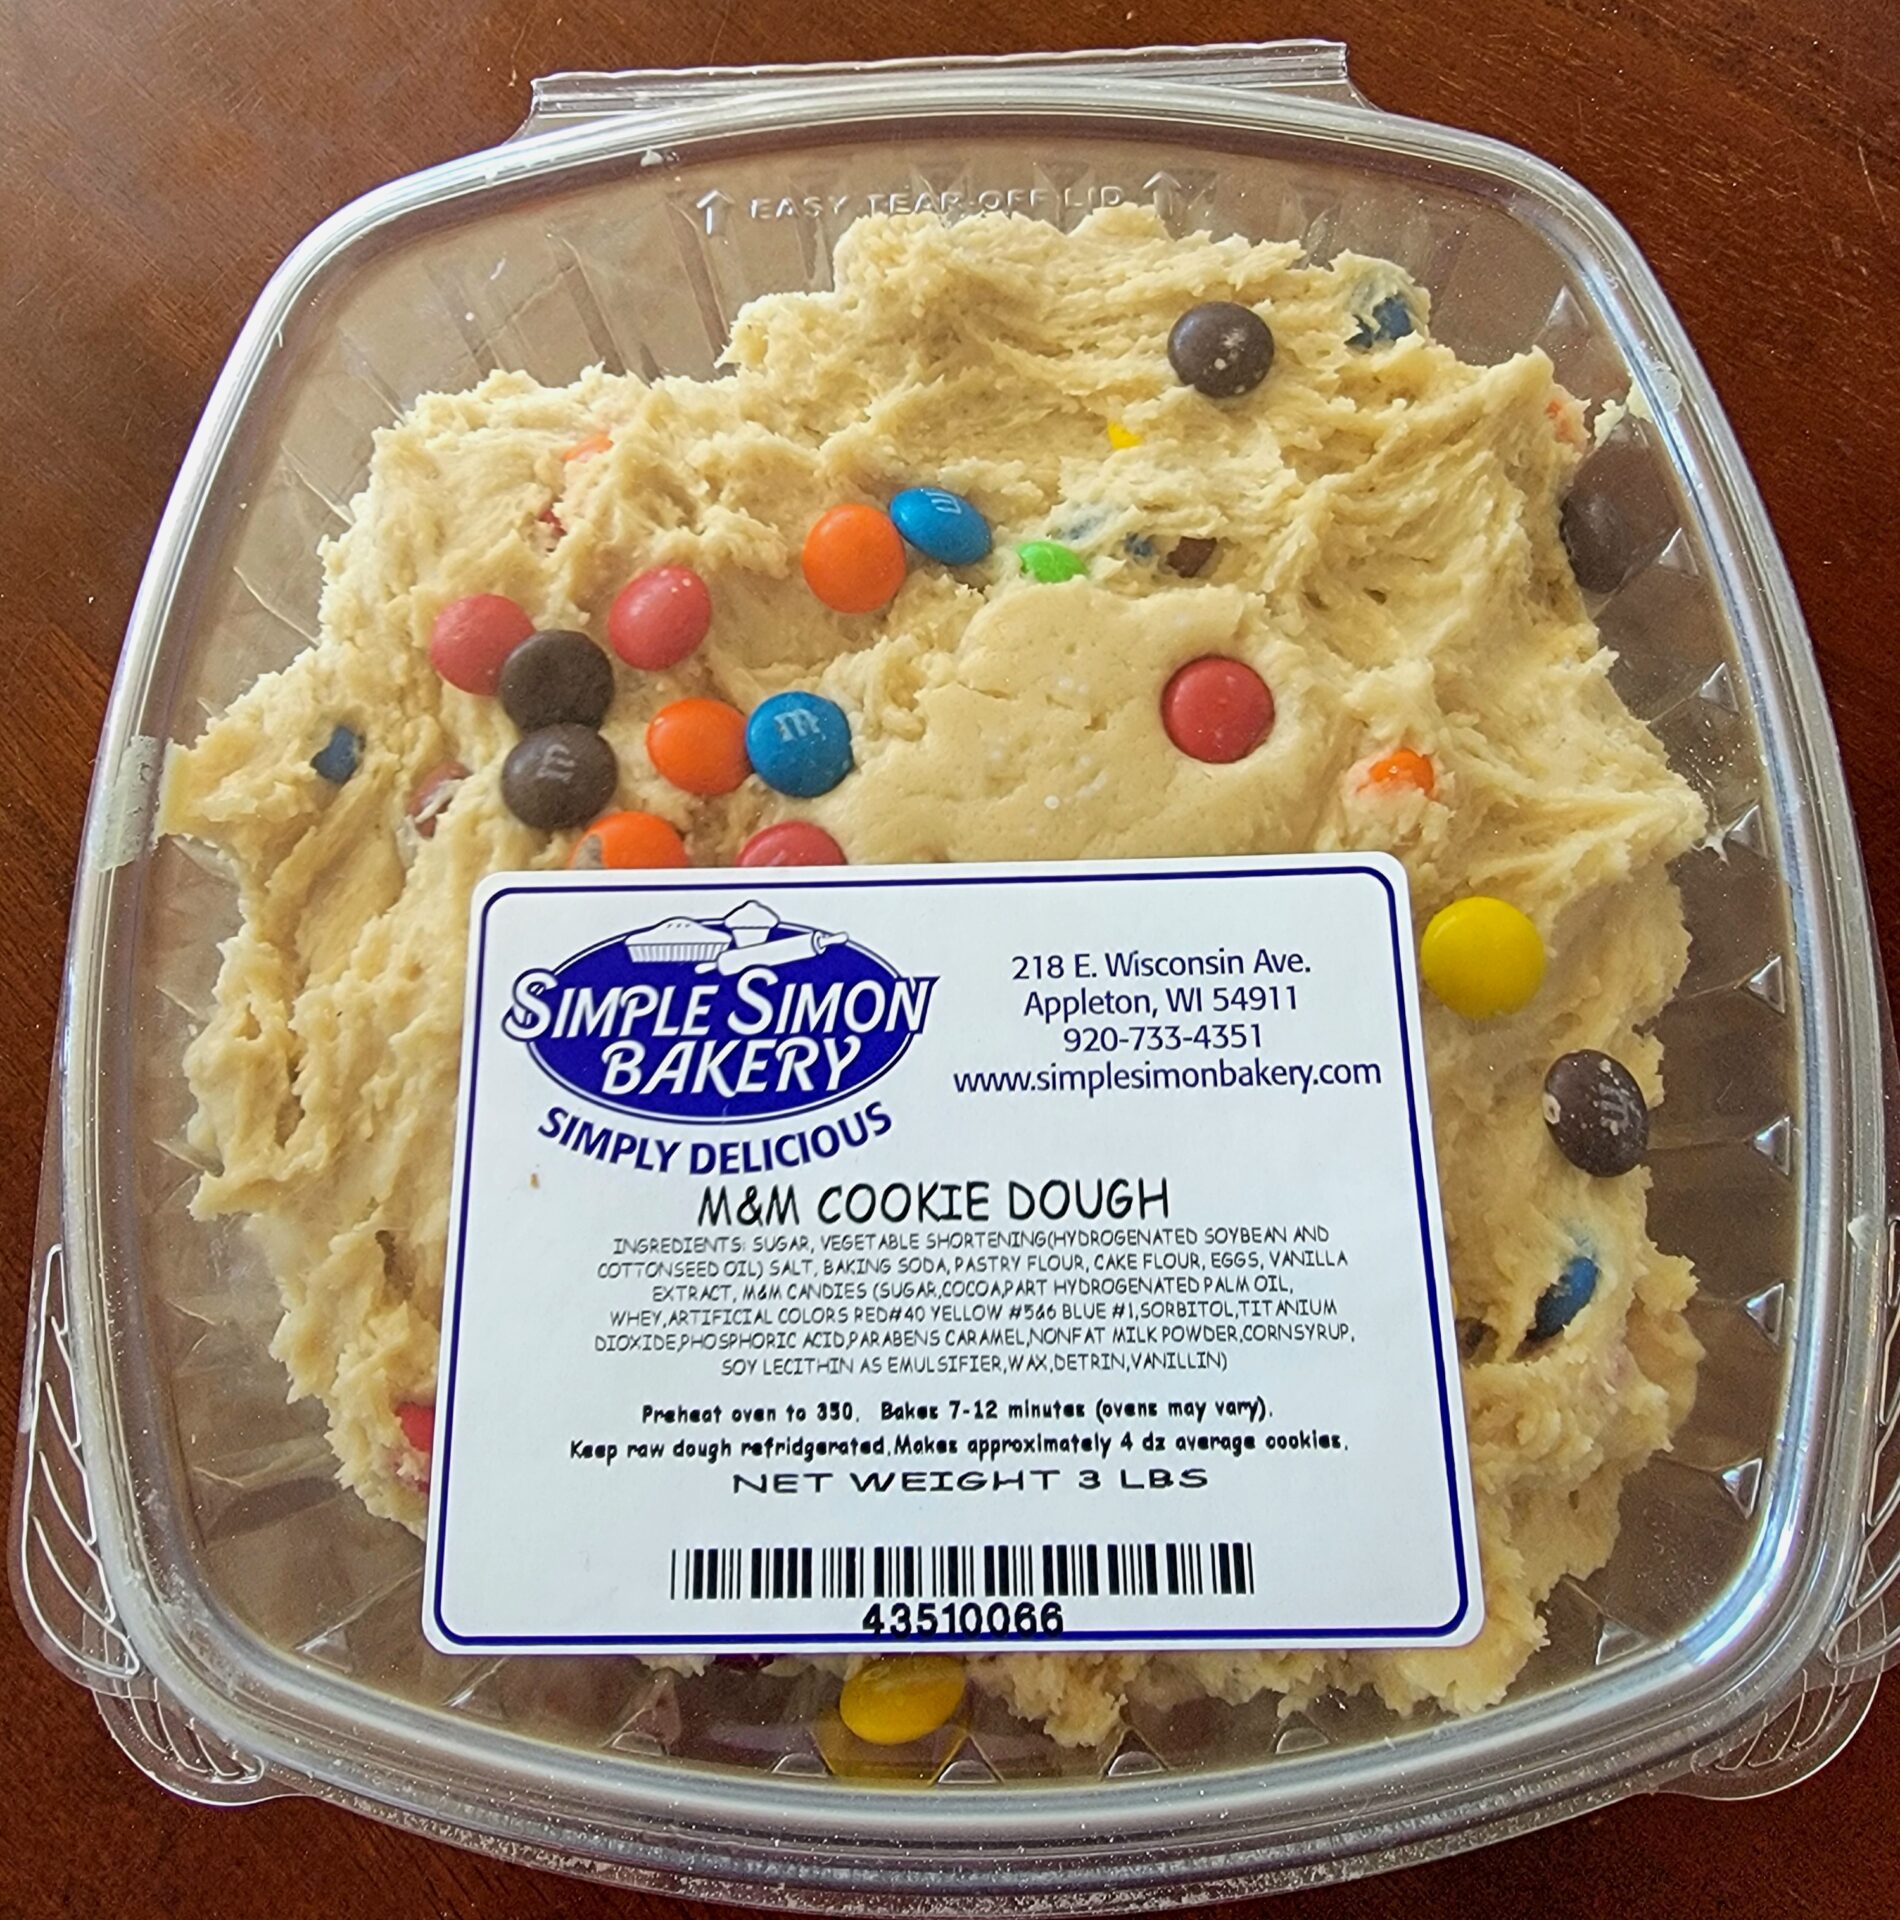 ↑ EASY TEAR-OFF LID ↑
m
m
m
m
SIMPLE SIMON
BAKERY
SIMPLY DELICIOUS
218 E. Wisconsin Ave.
Appleton, WI 54911
920-733-4351
www.simplesimonbakery.com
M&M COOKIE DOUGH
INGREDIENTS: SUGAR, VEGETABLE SHORTENING(HYDROGENATED SOYBEAN AND
COTTONSEED OIL) SALT, BAKING SODA, PASTRY FLOUR, CAKE FLOUR, EGGS, VANILLA
EXTRACT, M&M CANDIES (SUGAR,COCOA,PART HYDROGENATED PALM OIL,
WHEY,ARTIFICIAL COLORS RED#40 YELLOW #5&6 BLUE #1,SORBITOL,TITANIUM
DIOXIDE,PHOSPHORIC ACID,PARABENS CARAMEL,NONFAT MILK POWDER,CORNSYRUP,
SOY LECITHIN AS EMULSIFIER,WAX,DETRIN,VANILLIN)
Preheat oven to 350. Bakes 7-12 minutes (ovens may vary).
Keep raw dough refridgerated.Makes approximately 4 dz average cookies.
NET WEIGHT 3 LBS
43510066